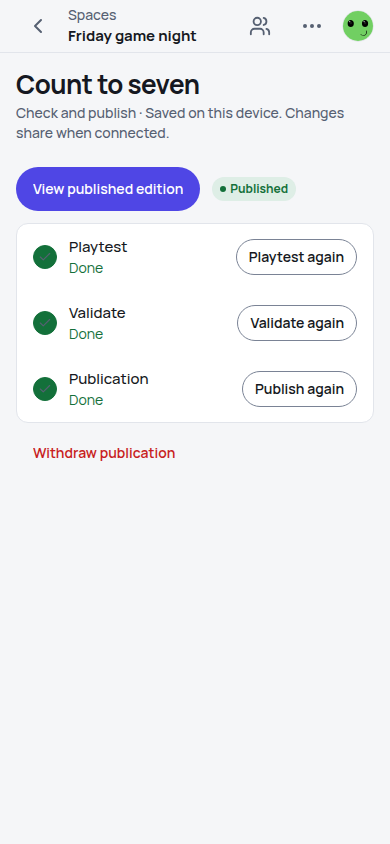 Spaces
Friday game night
Count to seven
Check and publish · Saved on this device. Changes
share when connected.
View published edition
Published
Playtest
Done
Playtest again
Validate
Done
Validate again
Publication
Done
Publish again
Withdraw publication